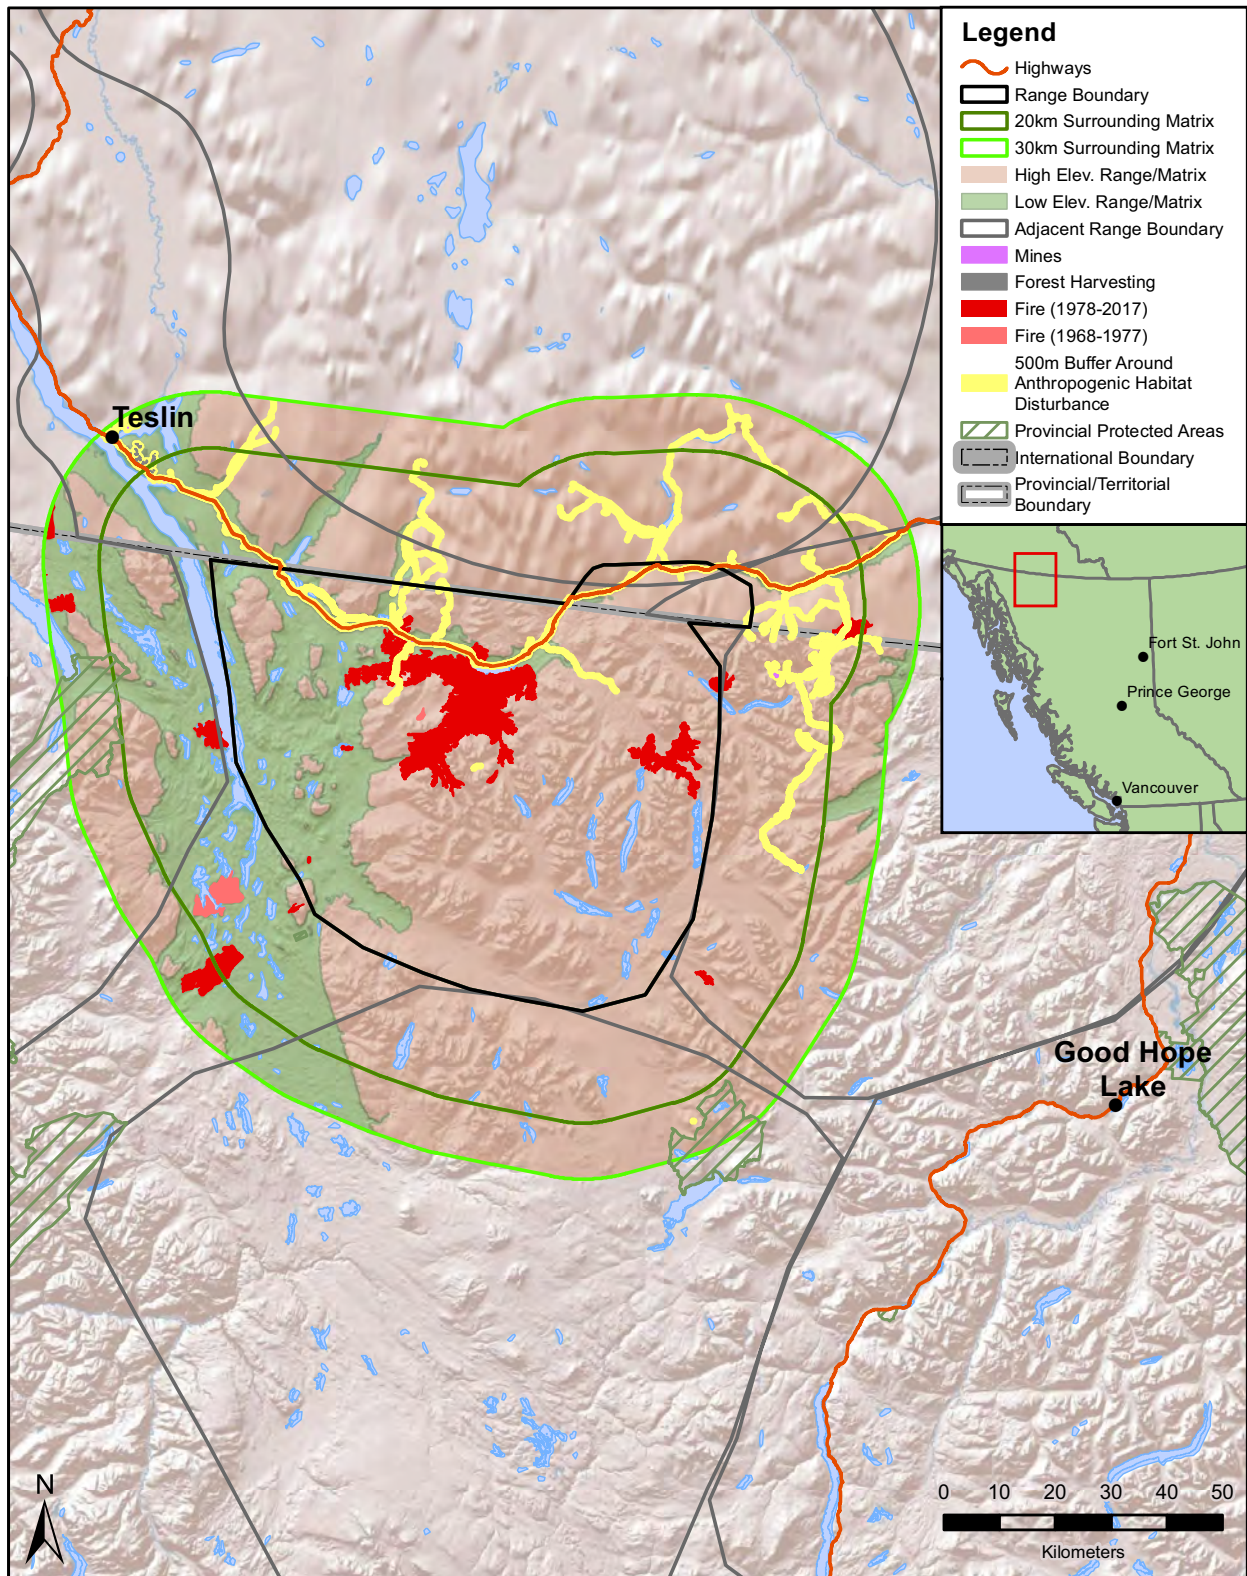 Legend
Highways
Range Boundary
20km Surrounding Matrix
30km Surrounding Matrix
High Elev. Range/Matrix
Low Elev. Range/Matrix
Adjacent Range Boundary
Mines
Forest Harvesting
Fire (1978-2017)
Fire (1968-1977)
500m Buffer Around
Anthropogenic Habitat
Disturbance
Provincial Protected Areas
International Boundary
Provincial/Territorial
Boundary
Teslin
Fort St. John
Prince George
Vancouver
Good Hope
Lake
N
0 10 20 30 40 50
Kilometers